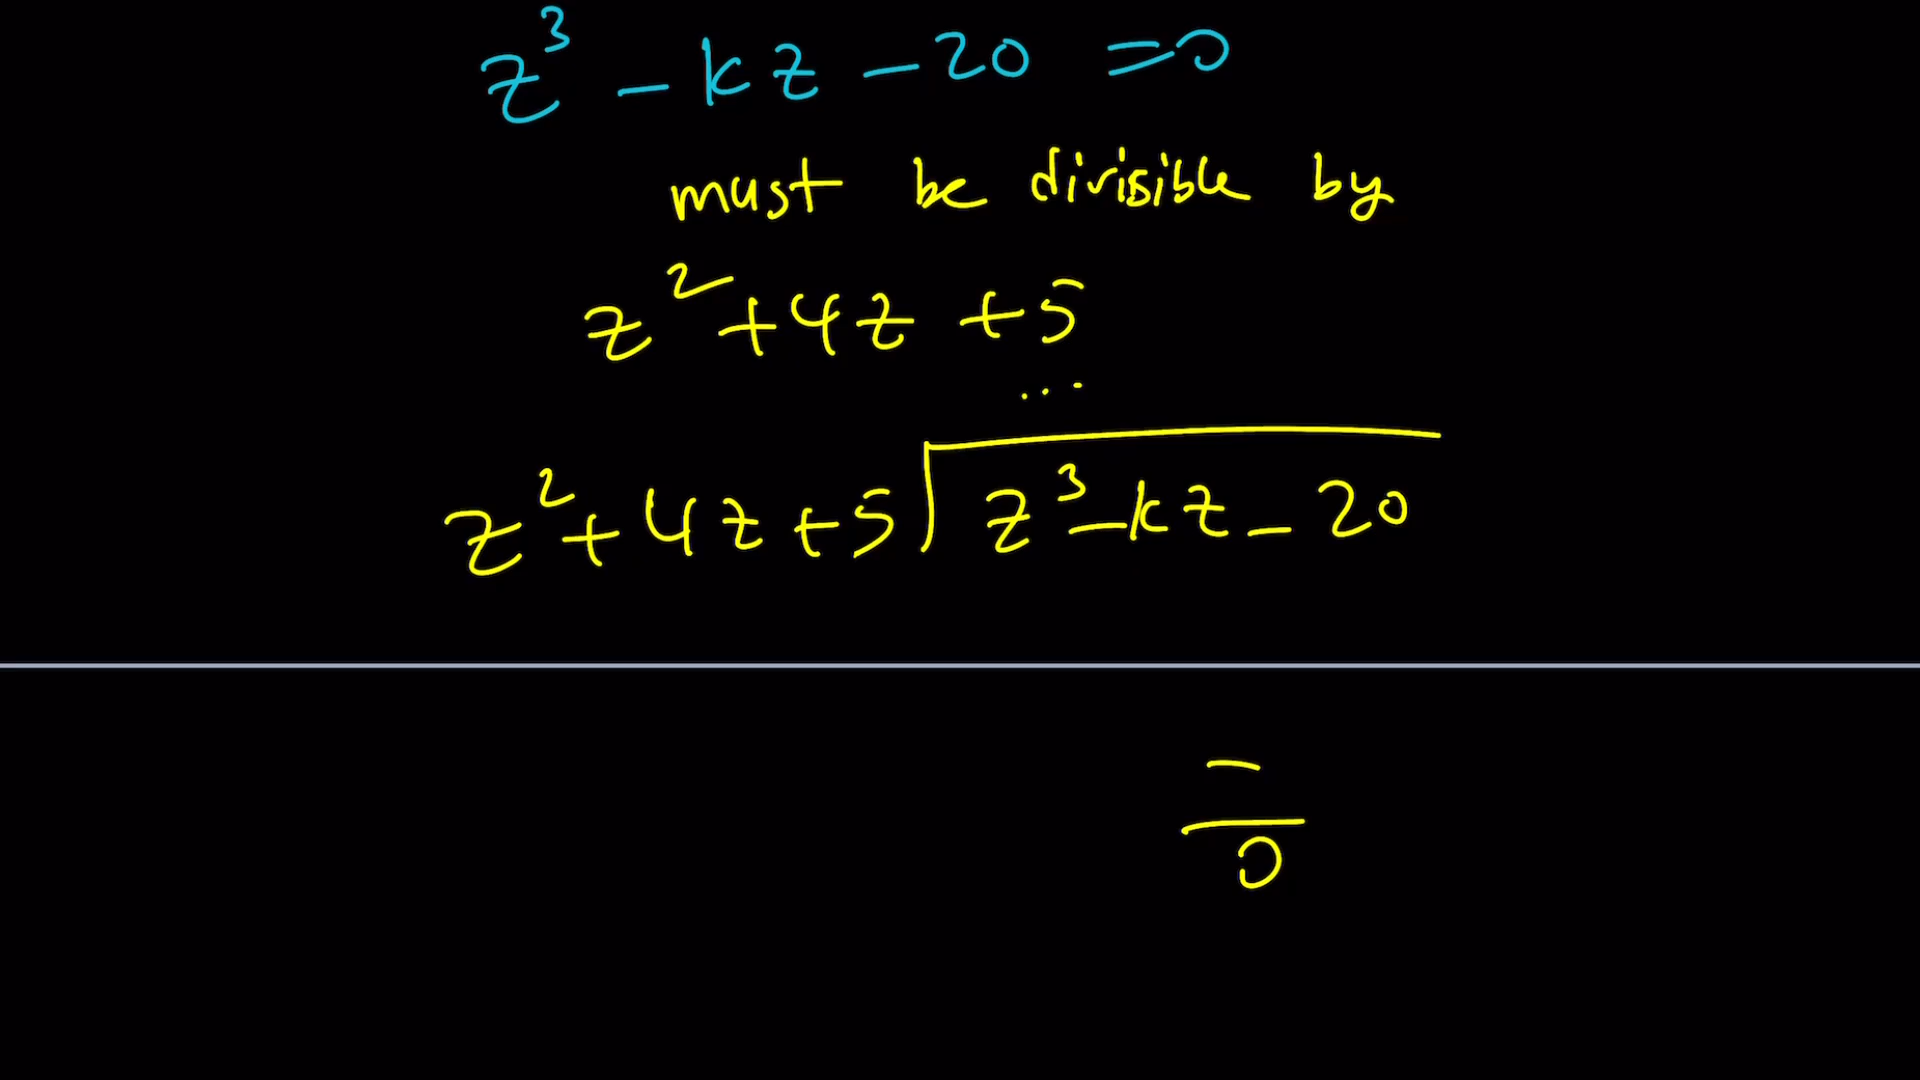 z³ - kz - 20 = 0
must be divisible by
z² + 4z + 5
...
z² + 4z + 5 ) z³ - kz - 20
-
0